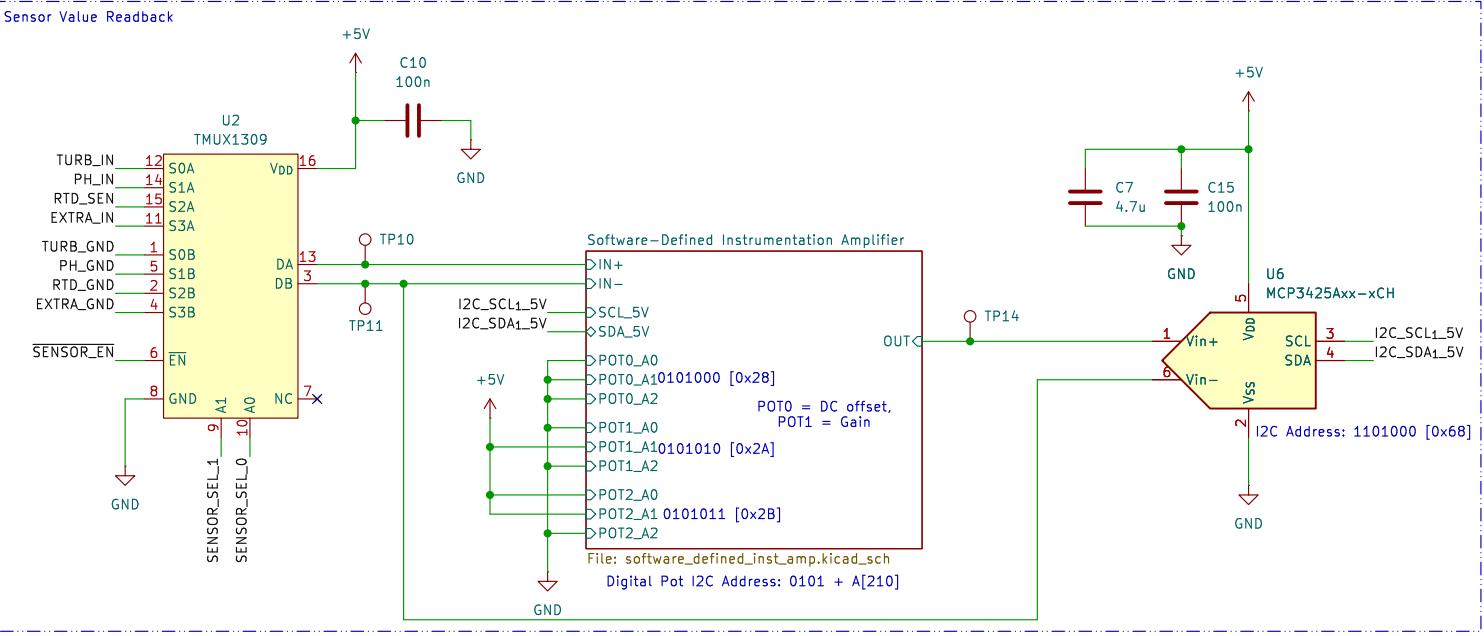 Sensor Value Readback
+5V
C10
100n
GND
U2
TMUX1309
TURB_IN 12 S0A
PH_IN 14 S1A
RTD_SEN 15 S2A
EXTRA_IN 11 S3A
TURB_GND 1 S0B
PH_GND 5 S1B
RTD_GND 2 S2B
EXTRA_GND 4 S3B
SENSOR_EN 6 EN
8 GND
VDD 16
DA 13
DB 3
NC 7
A1 A0
9 10
SENSOR_SEL_1
SENSOR_SEL_0
GND
TP10
TP11
Software-Defined Instrumentation Amplifier
IN+
IN-
I2C_SCL1_5V SCL_5V
I2C_SDA1_5V SDA_5V
OUT
+5V
POT0_A0
POT0_A1 0101000 [0x28]
POT0_A2
POT0 = DC offset,
POT1 = Gain
POT1_A0
POT1_A1 0101010 [0x2A]
POT1_A2
POT2_A0
POT2_A1 0101011 [0x2B]
POT2_A2
File: software_defined_inst_amp.kicad_sch
Digital Pot I2C Address: 0101 + A[210]
GND
TP14
+5V
C7
4.7u
C15
100n
GND
U6
MCP3425Axx-xCH
5
VDD
1 Vin+
6 Vin-
SCL 3 I2C_SCL1_5V
SDA 4 I2C_SDA1_5V
Vss
2
I2C Address: 1101000 [0x68]
GND